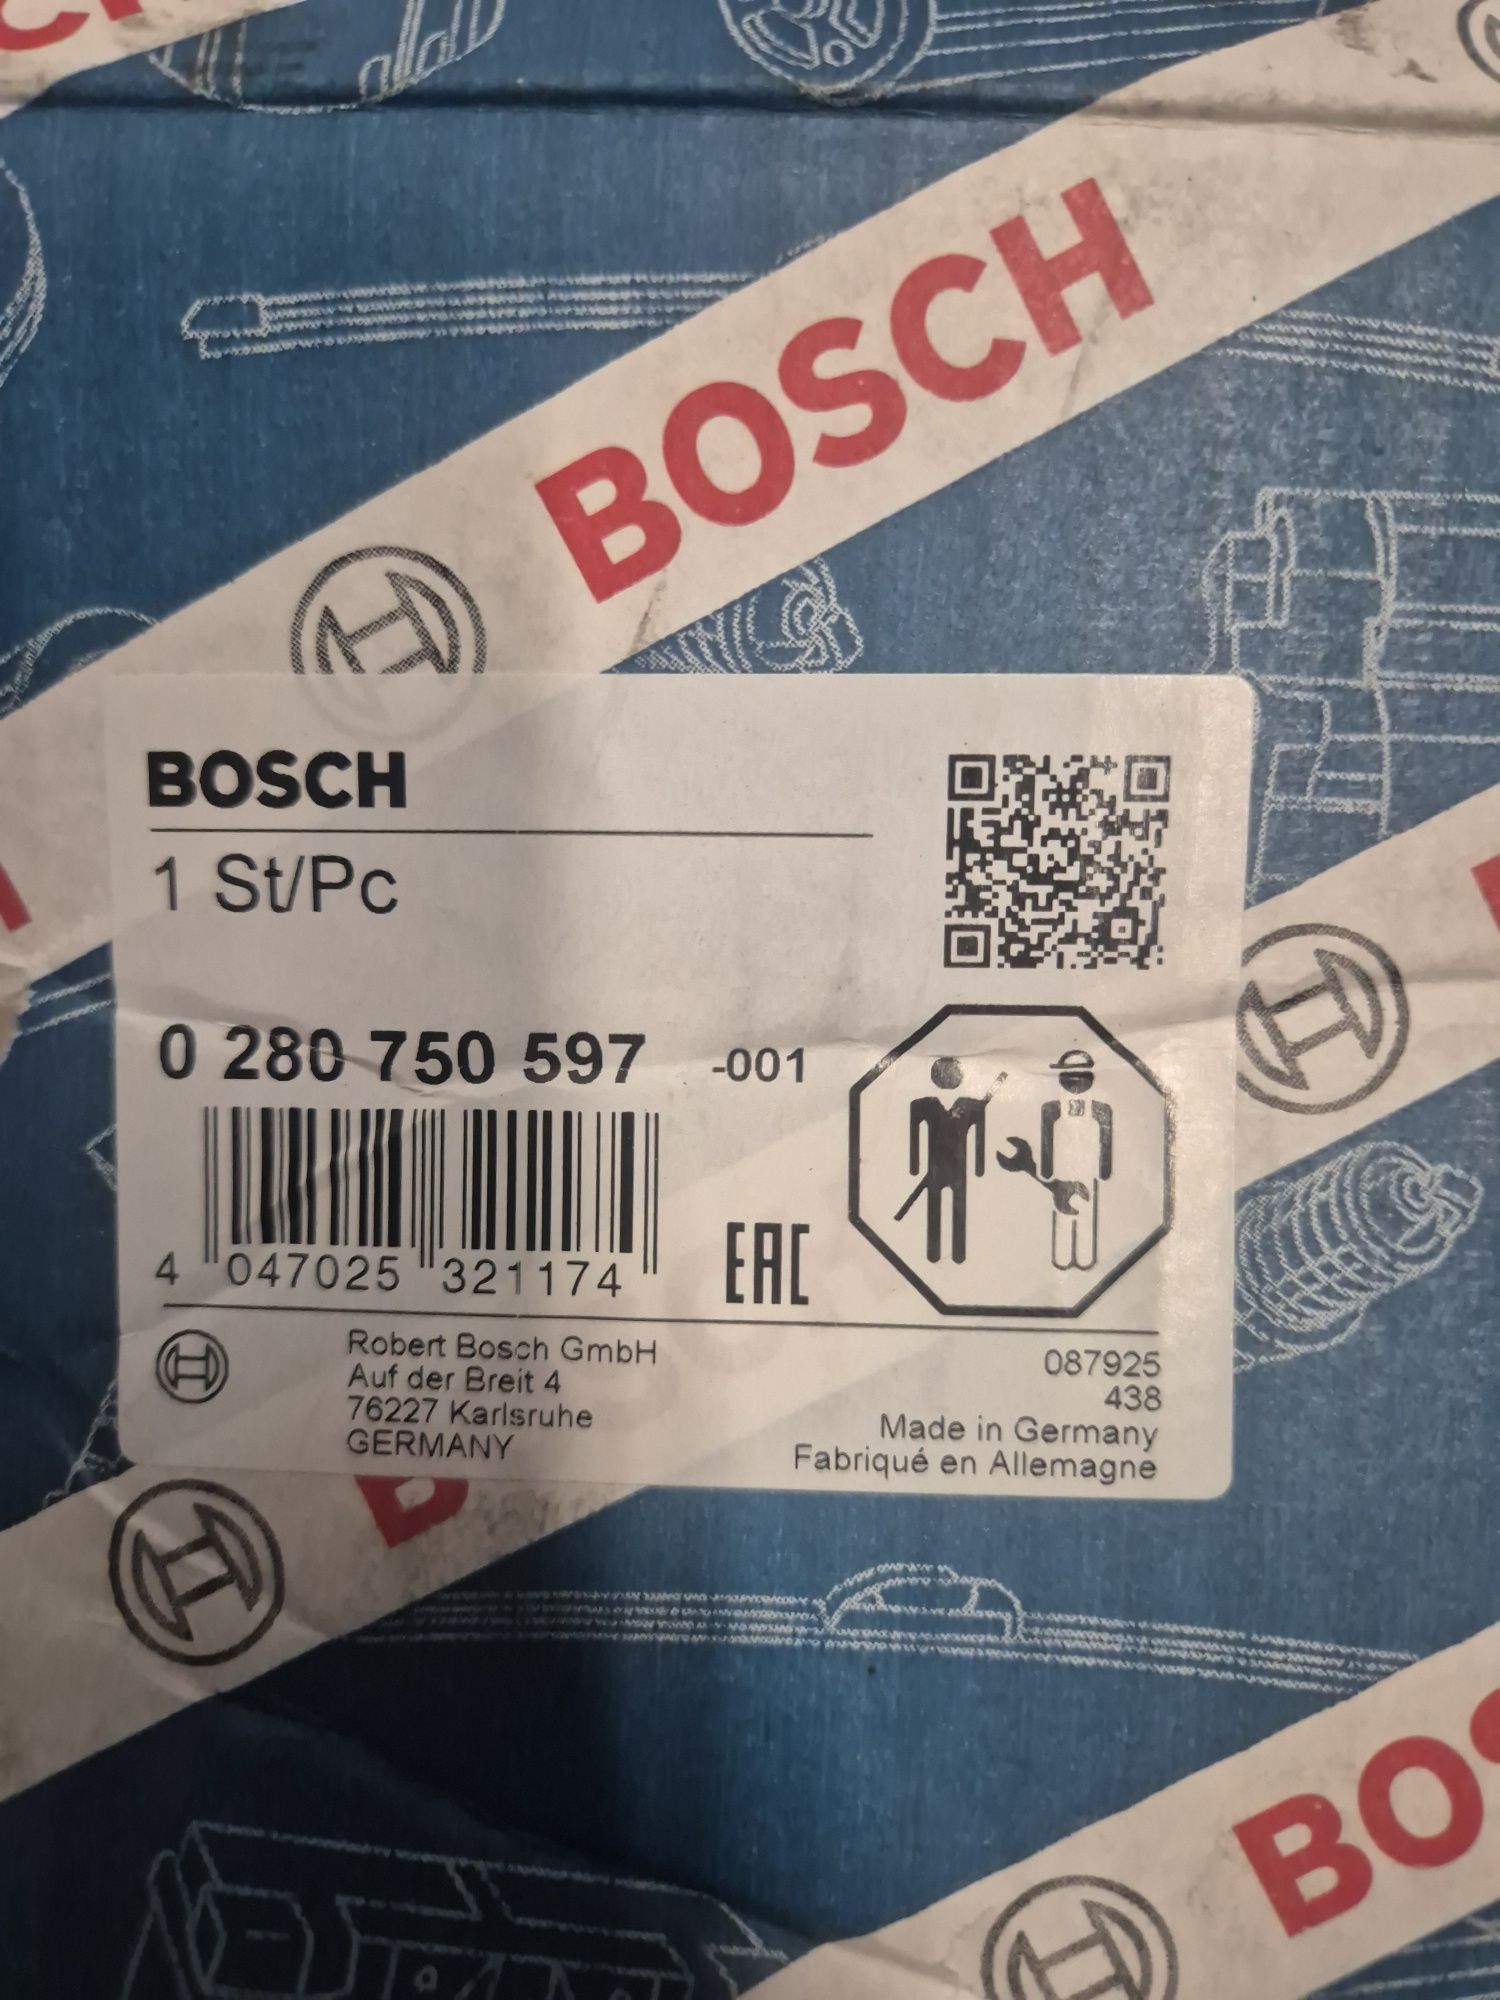 BOSCH
BOSCH
1 St/Pc
0 280 750 597 -001
4 047025 321174
EAC
Robert Bosch GmbH
Auf der Breit 4
76227 Karlsruhe
GERMANY
087925
438
Made in Germany
Fabriqué en Allemagne
B
BOS